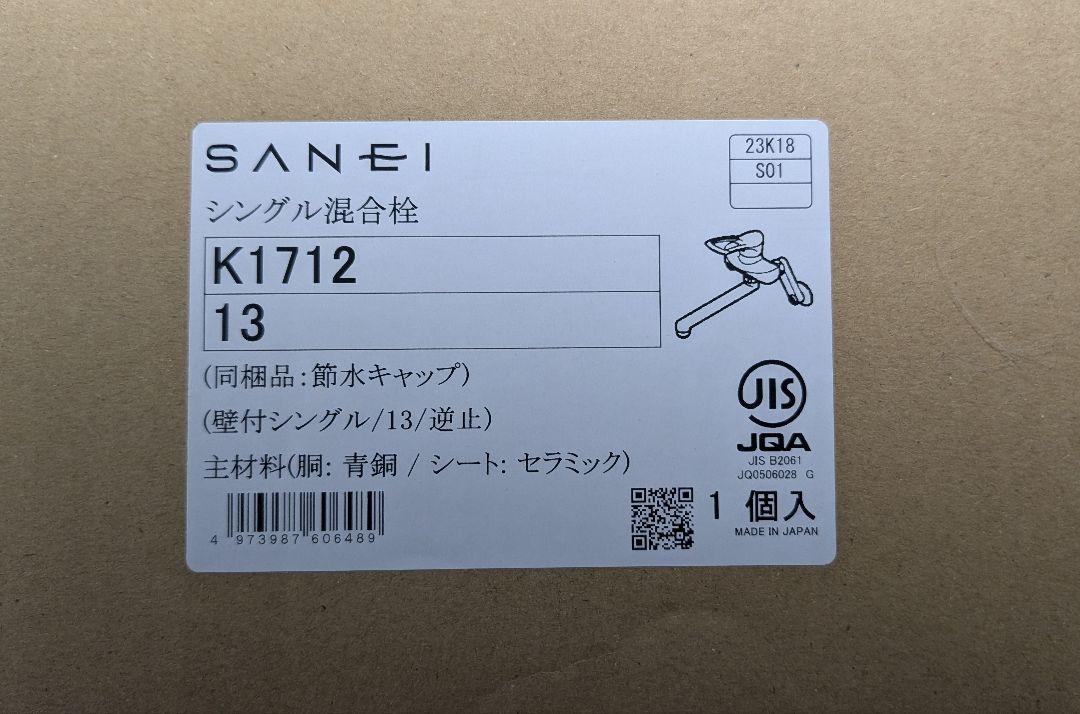 SANEI
23K18
S01
シングル混合栓
K1712
13
(同梱品:節水キャップ)
(壁付シングル/13/逆止)
主材料(胴: 青銅 / シート: セラミック)
JIS
JQA
JIS B2061
JQ0506028 G
4 973987 606489
1 個入
MADE IN JAPAN